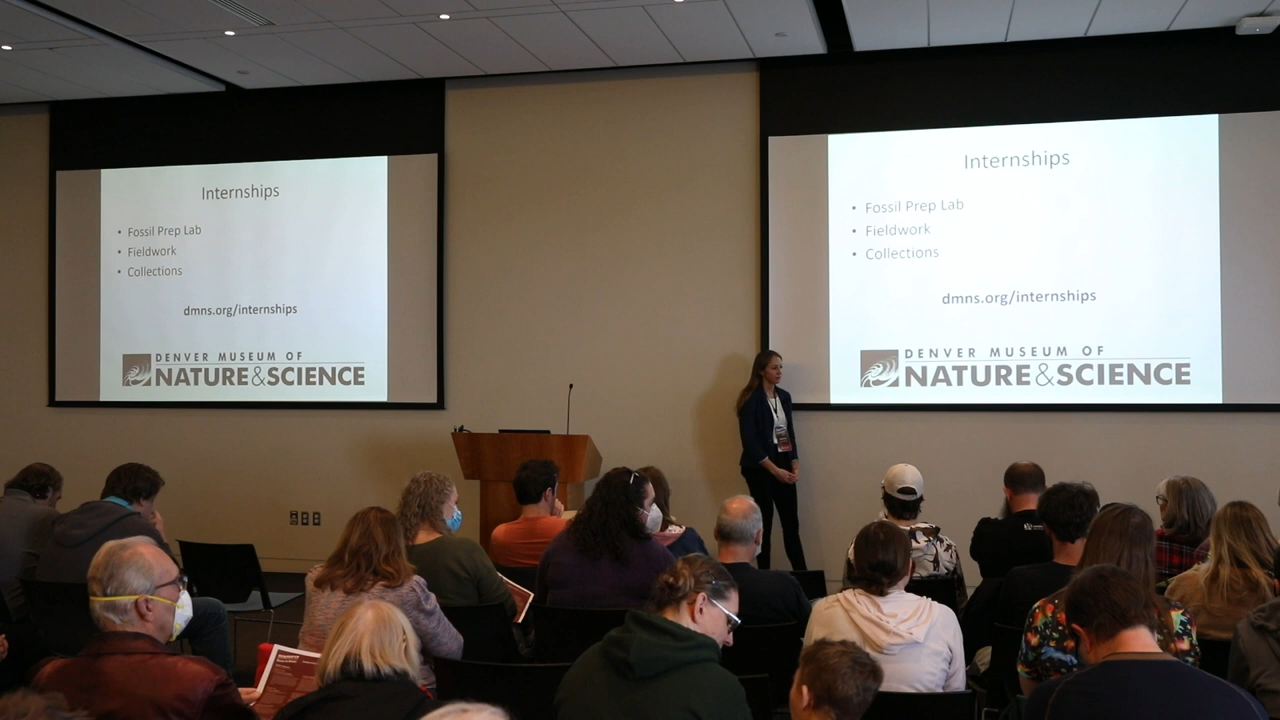 Internships
• Fossil Prep Lab
• Fieldwork
• Collections
dmns.org/internships
DENVER MUSEUM OF
NATURE&SCIENCE
Internships
• Fossil Prep Lab
• Fieldwork
• Collections
dmns.org/internships
DENVER MUSEUM OF
NATURE&SCIENCE